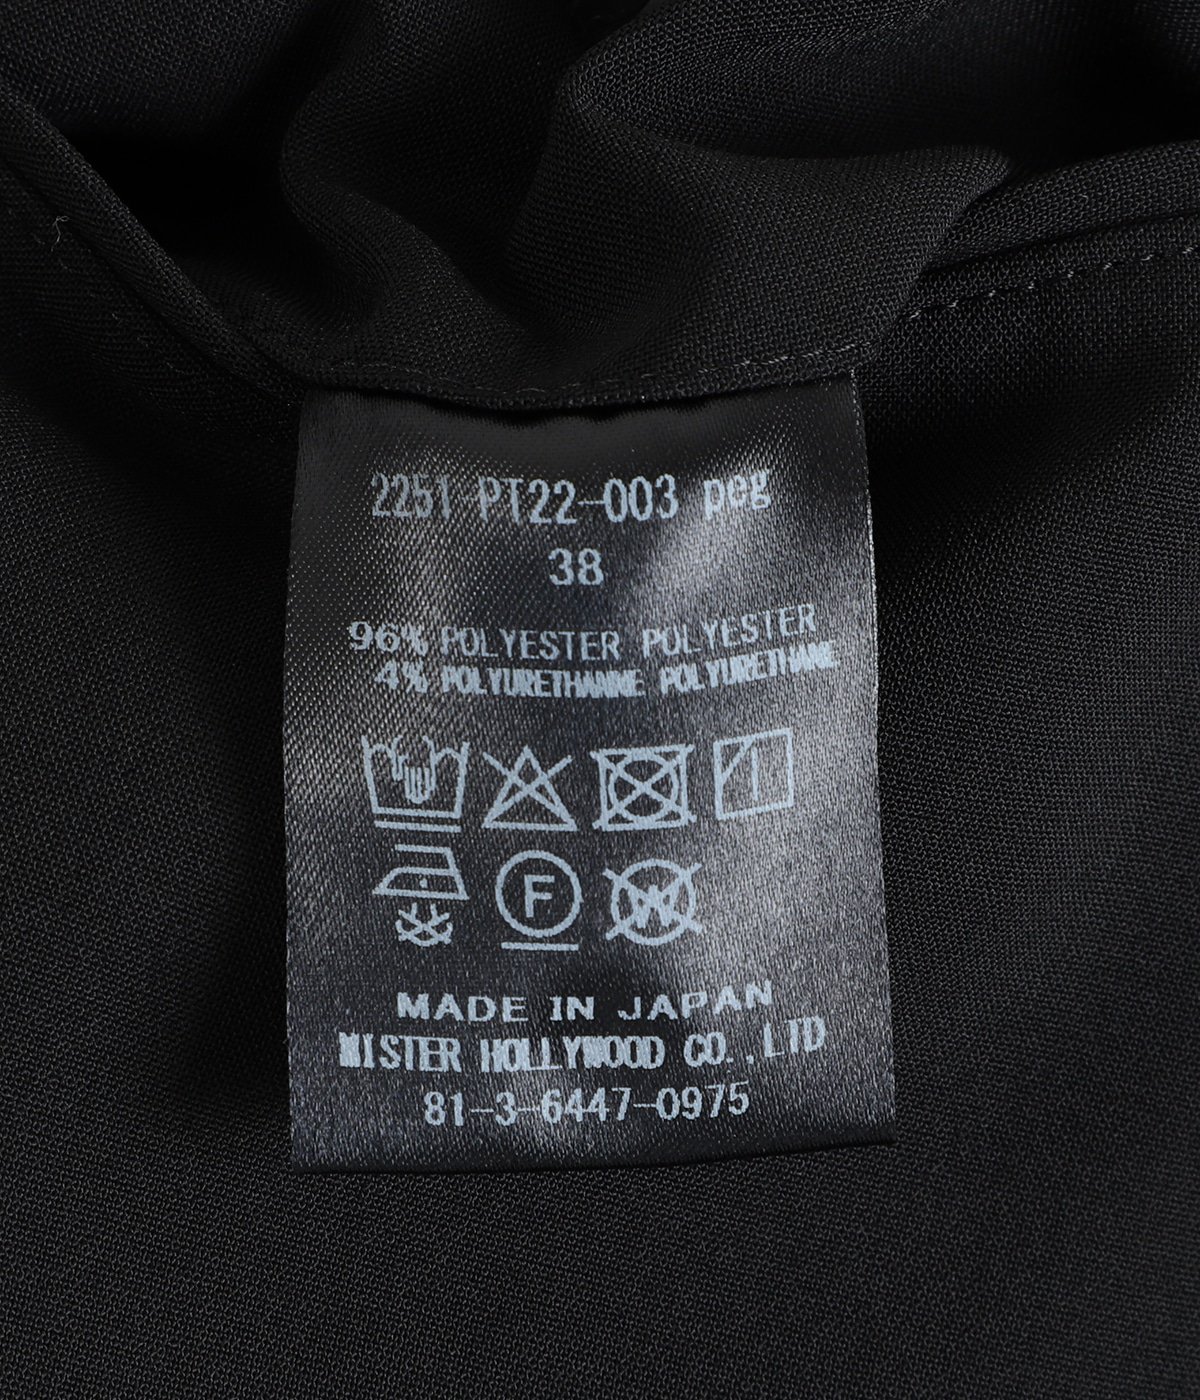 2251-PT22-003 peg
38
96% POLYESTER POLYESTER
4% POLYURETHANNE POLYURETHANE
F
W
MADE IN JAPAN
MISTER HOLLYWOOD CO.,LTD
81-3-6447-0975